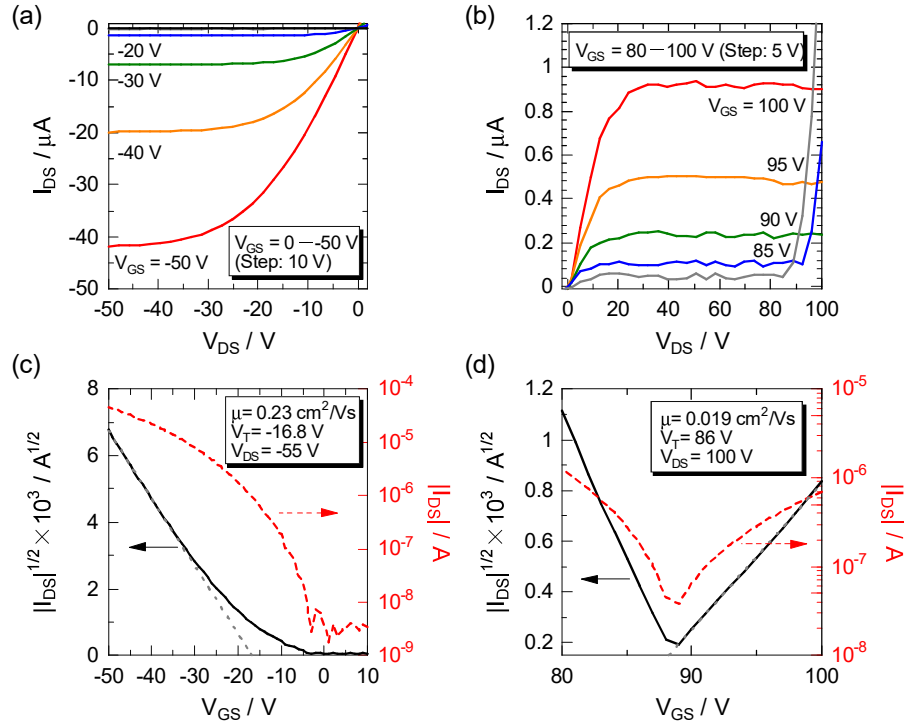 (a)
0
-10
-20
-30
-40
-50
I_DS / μA
-20 V
-30 V
-40 V
V_GS = -50 V
V_GS = 0 – -50 V
(Step: 10 V)
-50 -40 -30 -20 -10 0
V_DS / V
(b)
1.2
1
0.8
0.6
0.4
0.2
0
I_DS / μA
V_GS = 80 – 100 V (Step: 5 V)
V_GS = 100 V
95 V
90 V
85 V
0 20 40 60 80 100
V_DS / V
(c)
8
6
4
2
0
||I_DS|^1/2 × 10^3 / A^1/2
μ= 0.23 cm^2/Vs
V_T= -16.8 V
V_DS = -55 V
10^-4
10^-5
10^-6
10^-7
10^-8
10^-9
||I_DS| / A
-50 -40 -30 -20 -10 0 10
V_GS / V
(d)
1.2
1
0.8
0.6
0.4
0.2
||I_DS|^1/2 × 10^3 / A^1/2
μ= 0.019 cm^2/Vs
V_T= 86 V
V_DS = 100 V
10^-5
10^-6
10^-7
10^-8
||I_DS| / A
80 90 100
V_GS / V